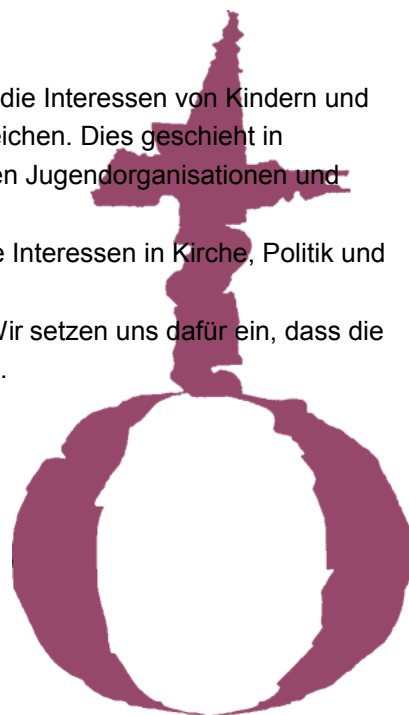 die Interessen von Kindern und
eichen. Dies geschieht in
en Jugendorganisationen und
e Interessen in Kirche, Politik und
Wir setzen uns dafür ein, dass die
.